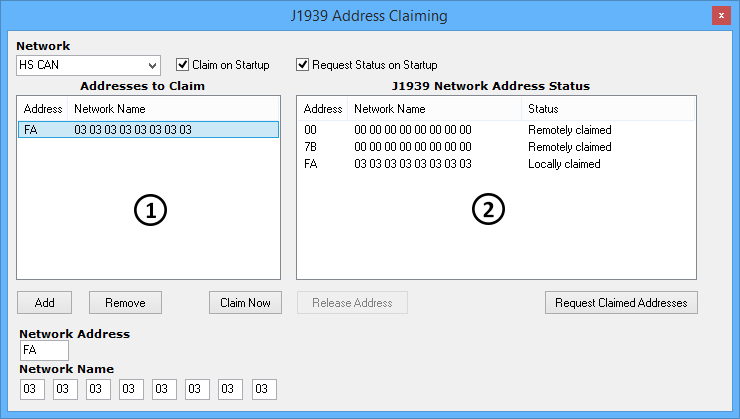 J1939 Address Claiming
x
Network
HS CAN
Claim on Startup
Request Status on Startup
Addresses to Claim
J1939 Network Address Status
Address Network Name
Address Network Name Status
FA 03 03 03 03 03 03 03 03
00 00 00 00 00 00 00 00 00 Remotely claimed
7B 00 00 00 00 00 00 00 00 Remotely claimed
FA 03 03 03 03 03 03 03 03 Locally claimed
1
2
Add
Remove
Claim Now
Release Address
Request Claimed Addresses
Network Address
FA
Network Name
03 03 03 03 03 03 03 03